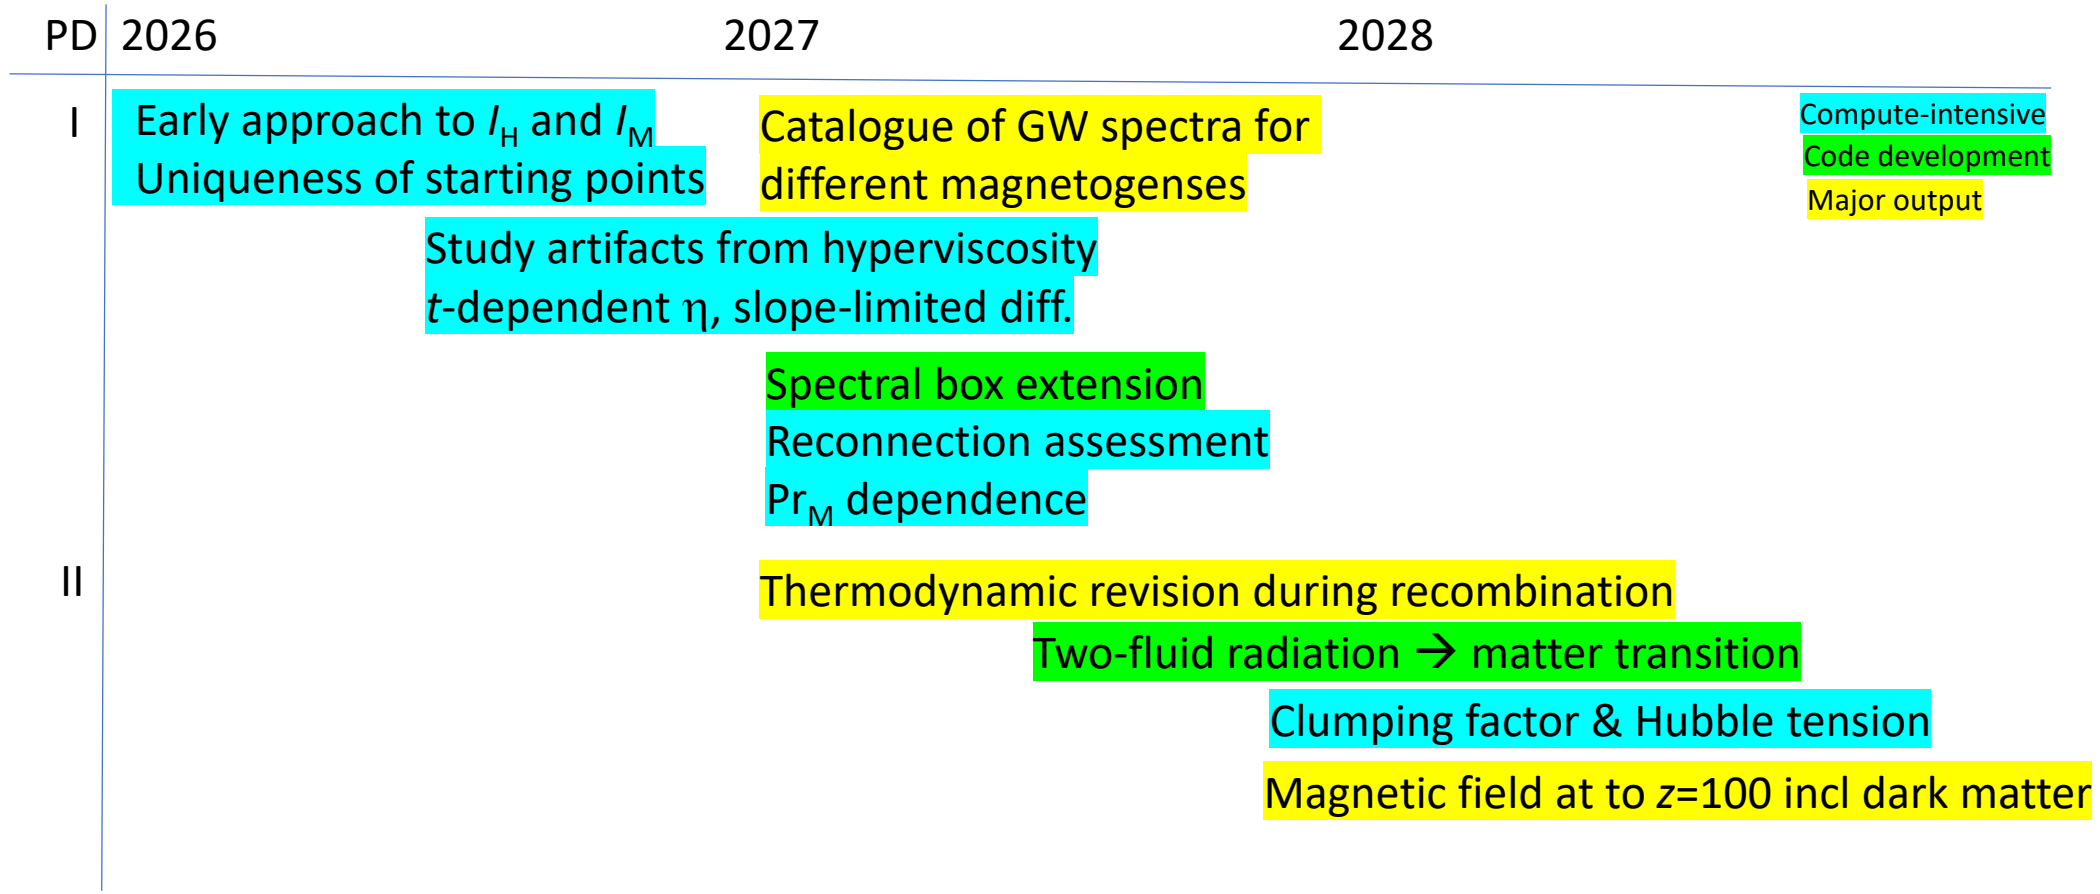 PD 2026 2027 2028
I
Early approach to I_H and I_M
Uniqueness of starting points
Catalogue of GW spectra for
different magnetogenses
Compute-intensive
Code development
Major output
Study artifacts from hyperviscosity
t-dependent η, slope-limited diff.
Spectral box extension
Reconnection assessment
Pr_M dependence
II
Thermodynamic revision during recombination
Two-fluid radiation → matter transition
Clumping factor & Hubble tension
Magnetic field at to z=100 incl dark matter